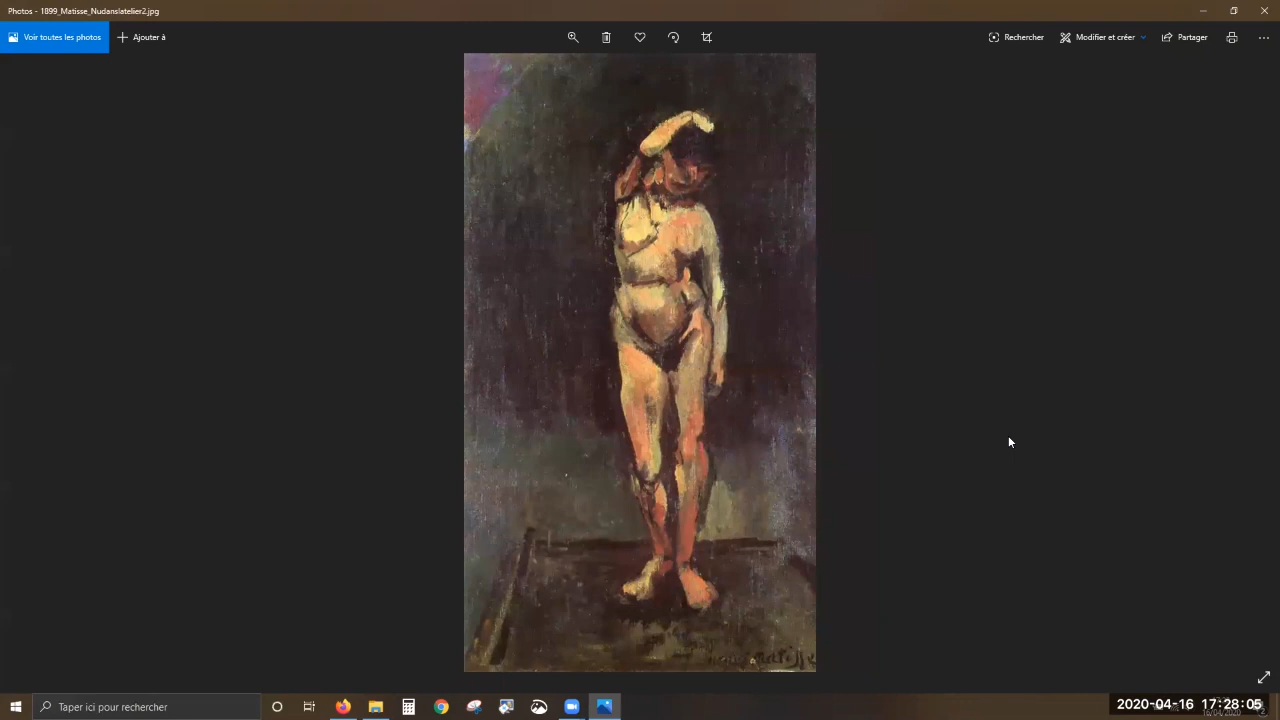 Photos - 1899_Matisse_Nudanslatelier2.jpg
Voir toutes les photos
Ajouter à
Rechercher
Modifier et créer
Partager
Taper ici pour rechercher
2020-04-16 17:28:05